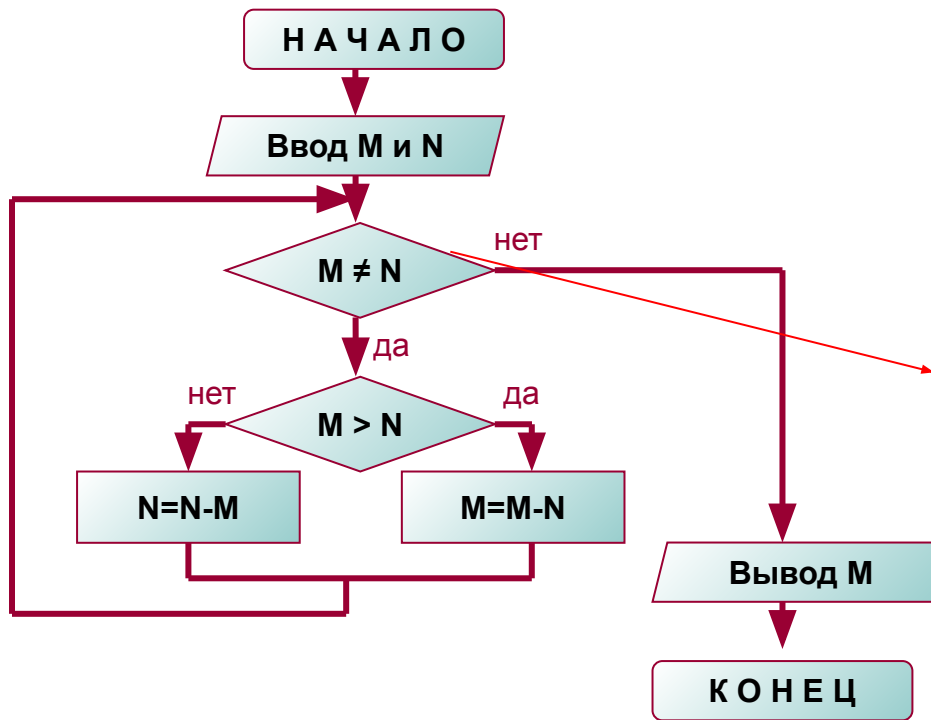 Н А Ч А Л О
Ввод M и N
M ≠ N
нет
да
M > N
нет
да
N=N-M
M=M-N
Вывод M
К О Н Е Ц